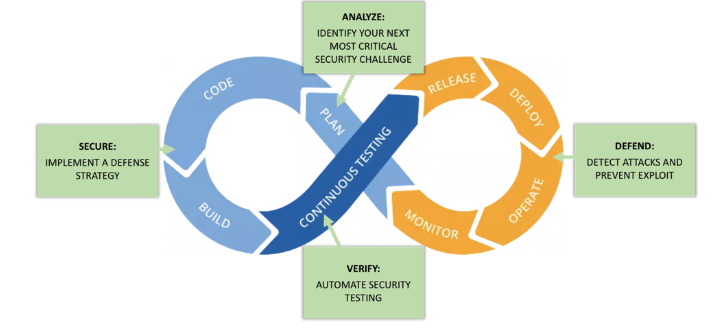 ANALYZE:
IDENTIFY YOUR NEXT
MOST CRITICAL
SECURITY CHALLENGE
CODE
PLAN
RELEASE
DEPLOY
SECURE:
IMPLEMENT A DEFENSE
STRATEGY
CONTINUOUS TESTING
DEFEND:
DETECT ATTACKS AND
PREVENT EXPLOIT
BUILD
MONITOR
OPERATE
VERIFY:
AUTOMATE SECURITY
TESTING